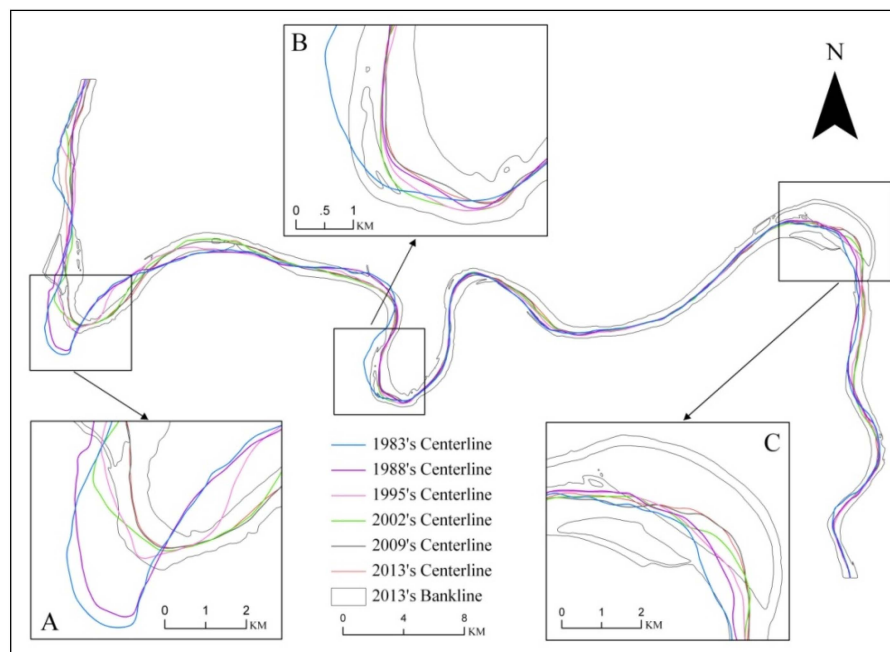 B
N
0 .5 1
KM
1983's Centerline
1988's Centerline
1995's Centerline
2002's Centerline
2009's Centerline
2013's Centerline
2013's Bankline
0 4 8
KM
A
0 1 2
KM
C
0 1 2
KM